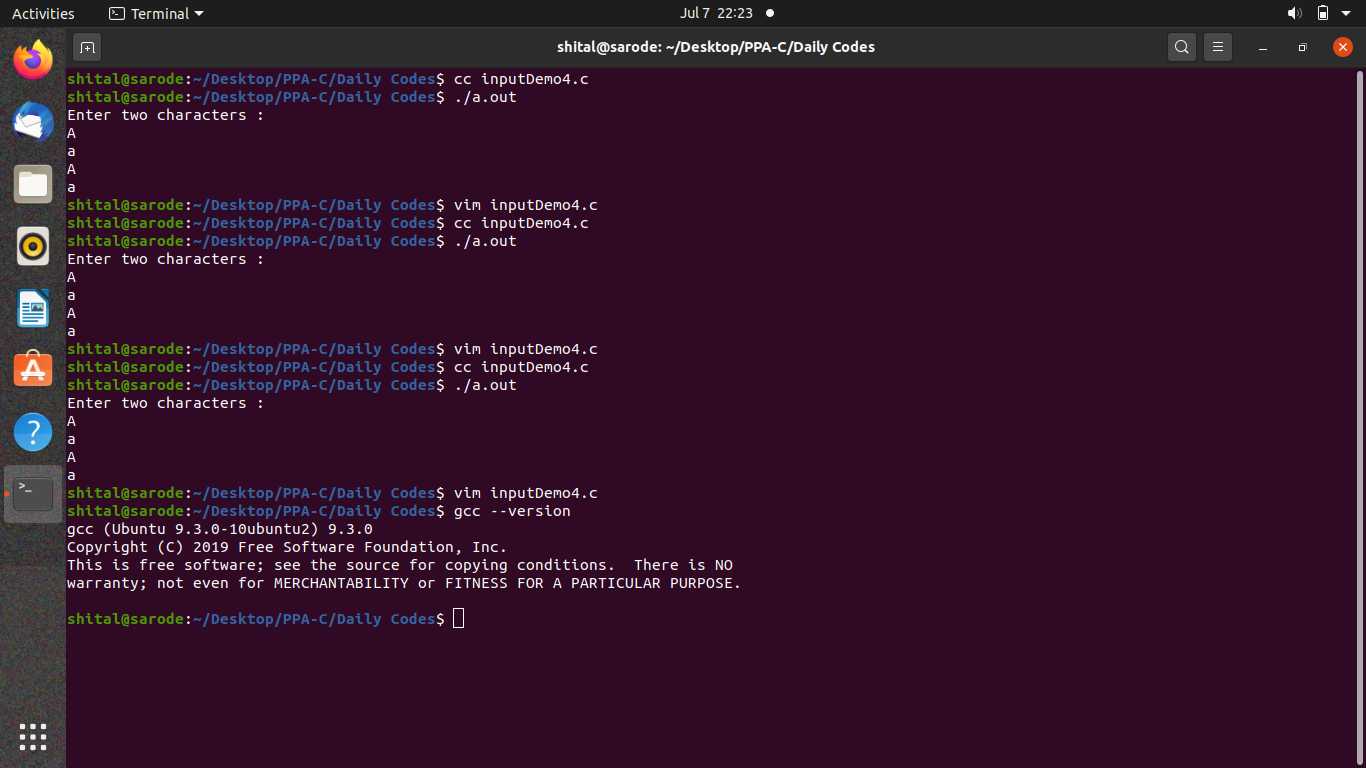 Activities
Terminal
Jul 7 22:23
shital@sarode: ~/Desktop/PPA-C/Daily Codes
shital@sarode:~/Desktop/PPA-C/Daily Codes$ cc inputDemo4.c
shital@sarode:~/Desktop/PPA-C/Daily Codes$ ./a.out
Enter two characters :
A
a
A
a
shital@sarode:~/Desktop/PPA-C/Daily Codes$ vim inputDemo4.c
shital@sarode:~/Desktop/PPA-C/Daily Codes$ cc inputDemo4.c
shital@sarode:~/Desktop/PPA-C/Daily Codes$ ./a.out
Enter two characters :
A
a
A
a
shital@sarode:~/Desktop/PPA-C/Daily Codes$ vim inputDemo4.c
shital@sarode:~/Desktop/PPA-C/Daily Codes$ cc inputDemo4.c
shital@sarode:~/Desktop/PPA-C/Daily Codes$ ./a.out
Enter two characters :
A
a
A
a
shital@sarode:~/Desktop/PPA-C/Daily Codes$ vim inputDemo4.c
shital@sarode:~/Desktop/PPA-C/Daily Codes$ gcc --version
gcc (Ubuntu 9.3.0-10ubuntu2) 9.3.0
Copyright (C) 2019 Free Software Foundation, Inc.
This is free software; see the source for copying conditions.  There is NO
warranty; not even for MERCHANTABILITY or FITNESS FOR A PARTICULAR PURPOSE.
shital@sarode:~/Desktop/PPA-C/Daily Codes$